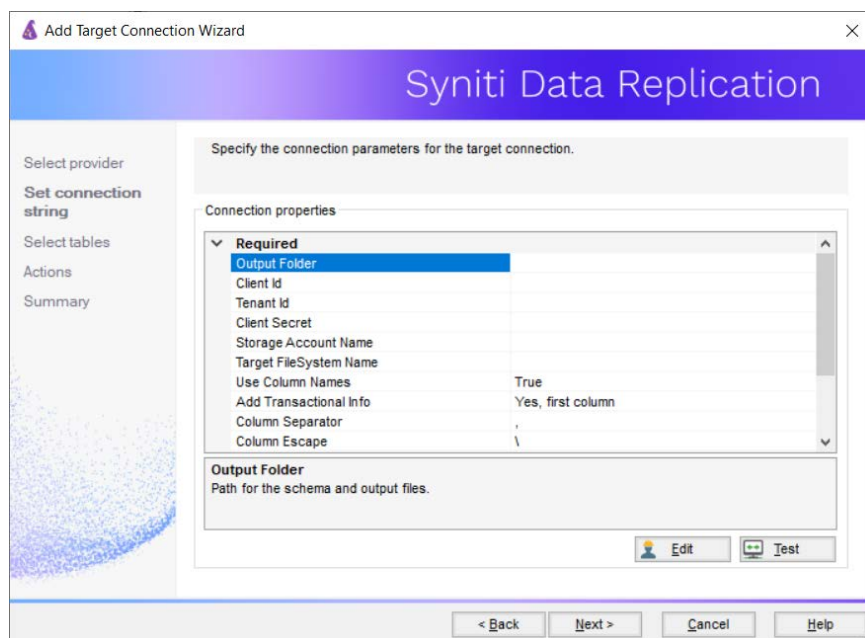 Add Target Connection Wizard
Syniti Data Replication
Select provider
Set connection
string
Select tables
Actions
Summary
Specify the connection parameters for the target connection.
Connection properties
Required
Output Folder
Client Id
Tenant Id
Client Secret
Storage Account Name
Target FileSystem Name
Use Column Names True
Add Transactional Info Yes, first column
Column Separator ,
Column Escape \
Output Folder
Path for the schema and output files.
Edit Test
< Back Next > Cancel Help